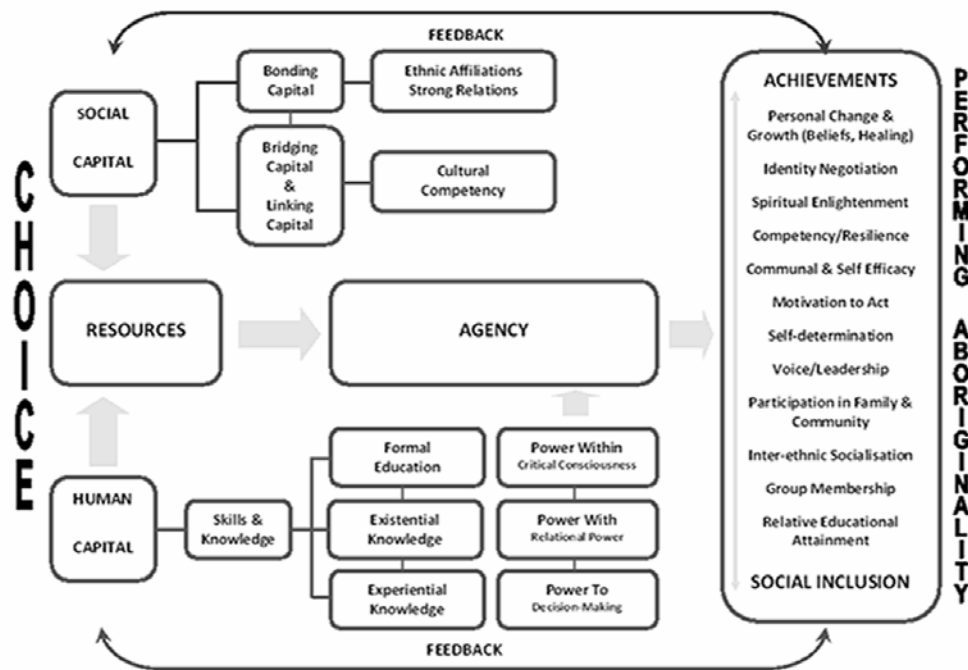 FEEDBACK
CHOICE
SOCIAL
CAPITAL
Bonding
Capital
Ethnic Affiliations
Strong Relations
Bridging
Capital
&
Linking
Capital
Cultural
Competency
RESOURCES
AGENCY
HUMAN
CAPITAL
Skills &
Knowledge
Formal
Education
Existential
Knowledge
Experiential
Knowledge
Power Within
Critical Consciousness
Power With
Relational Power
Power To
Decision-Making
ACHIEVEMENTS
Personal Change &
Growth (Beliefs, Healing)
Identity Negotiation
Spiritual Enlightenment
Competency/Resilience
Communal & Self Efficacy
Motivation to Act
Self-determination
Voice/Leadership
Participation in Family &
Community
Inter-ethnic Socialisation
Group Membership
Relative Educational
Attainment
SOCIAL INCLUSION
PERFORMING ABORIGINALITY
FEEDBACK